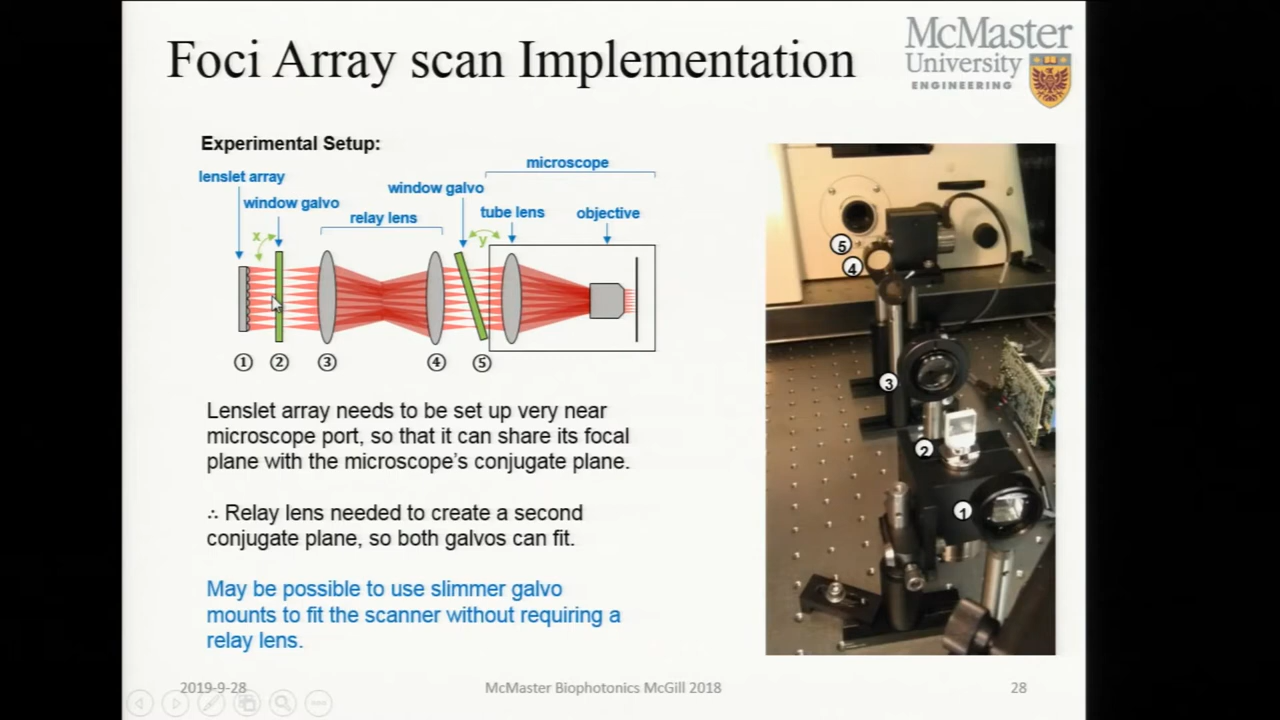 Foci Array scan Implementation
McMaster
University
ENGINEERING
Experimental Setup:
microscope
lenslet array
window galvo
window galvo
relay lens
tube lens
objective
x
y
① ② ③ ④ ⑤
Lenslet array needs to be set up very near
microscope port, so that it can share its focal
plane with the microscope's conjugate plane.
∴ Relay lens needed to create a second
conjugate plane, so both galvos can fit.
May be possible to use slimmer galvo
mounts to fit the scanner without requiring a
relay lens.
5
4
3
2
1
2019-9-28
McMaster Biophotonics McGill 2018
28